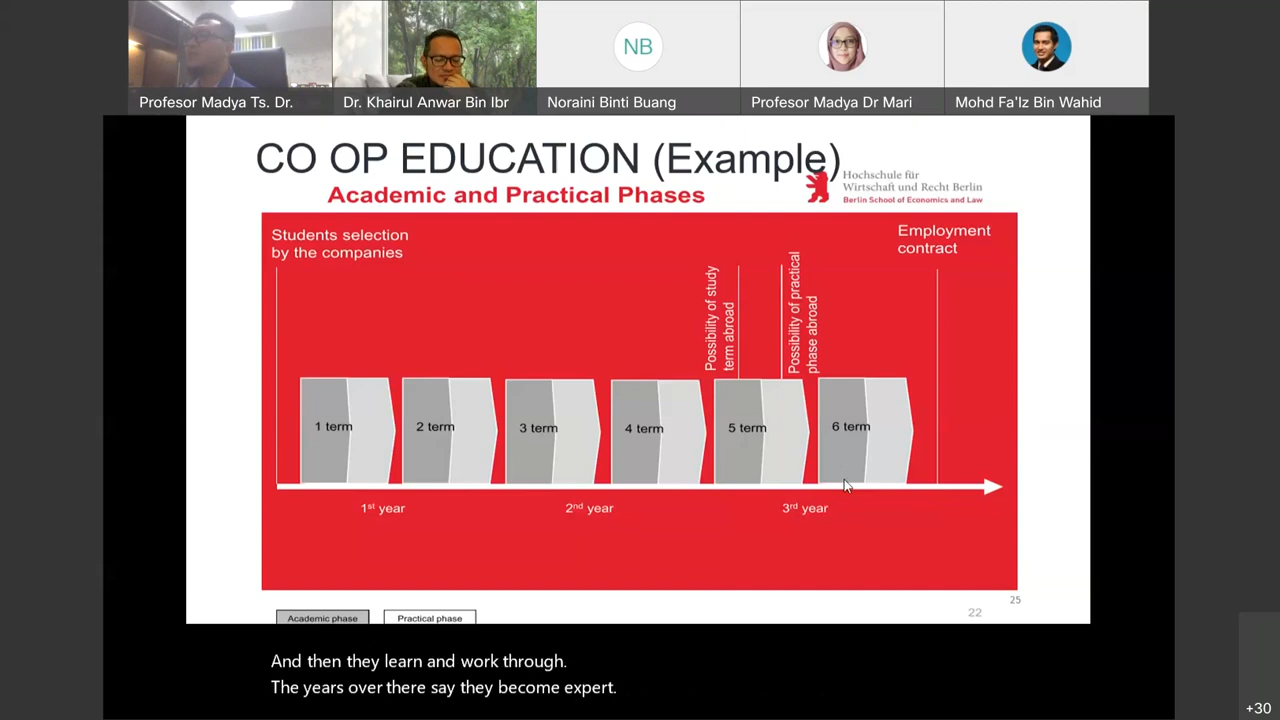 NB
Profesor Madya Ts. Dr.
Dr. Khairul Anwar Bin Ibr
Noraini Binti Buang
Profesor Madya Dr Mari
Mohd Fa'Iz Bin Wahid
CO OP EDUCATION (Example)
Academic and Practical Phases
Hochschule für
Wirtschaft und Recht Berlin
Berlin School of Economics and Law
Students selection
by the companies
Employment
contract
Possibility of study
term abroad
Possibility of practical
phase abroad
1 term
2 term
3 term
4 term
5 term
6 term
1st year
2nd year
3rd year
25
22
Academic phase
Practical phase
And then they learn and work through.
The years over there say they become expert.
+30